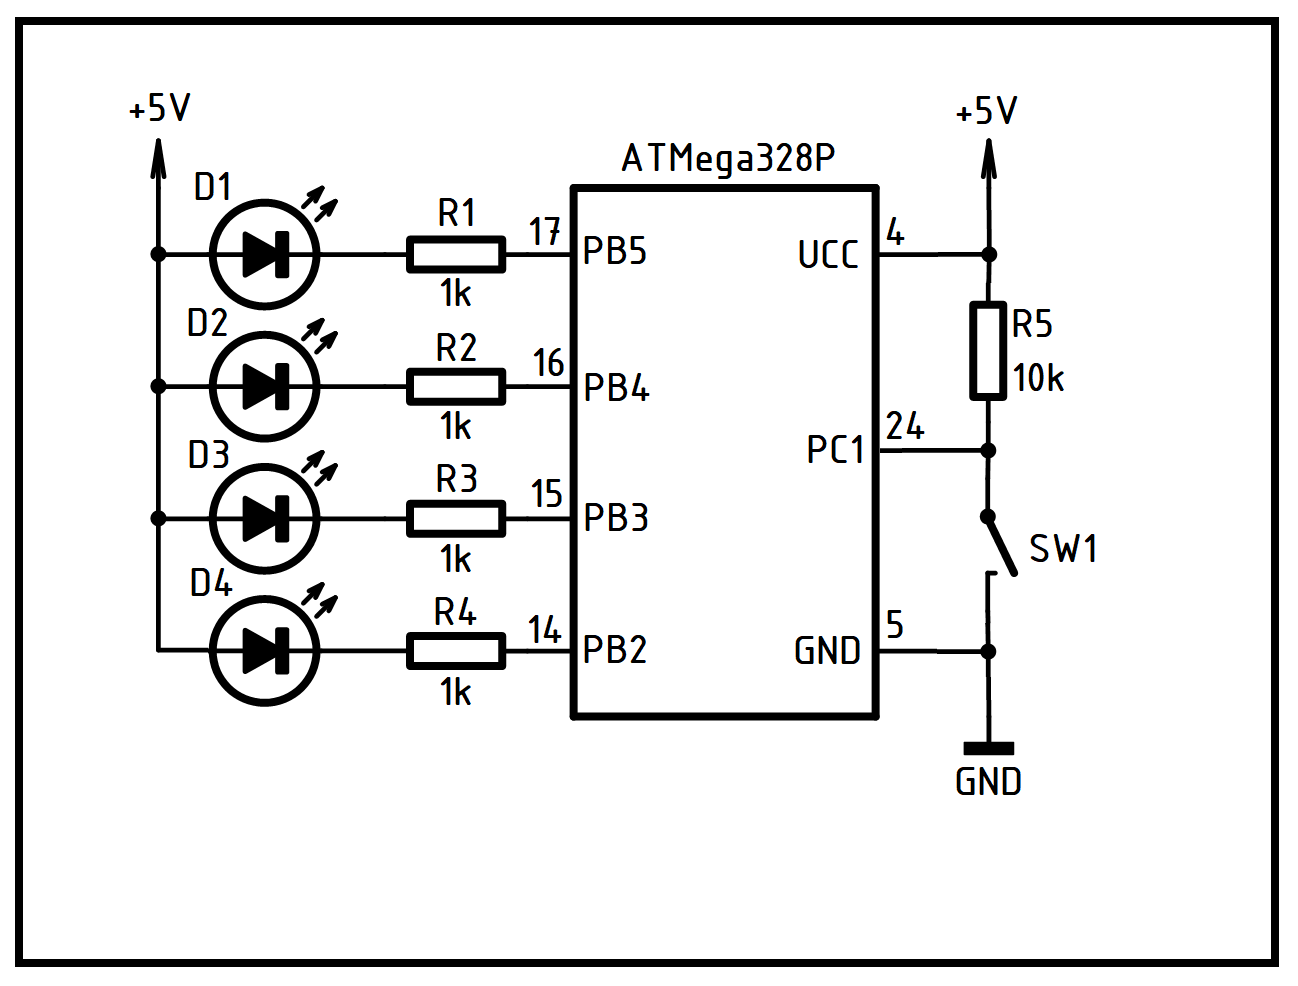 +5V
+5V
ATMega328P
D1
R1
17
PB5
1k
UCC
4
D2
R2
16
PB4
1k
R5
10k
D3
R3
15
PB3
1k
PC1
24
SW1
D4
R4
14
PB2
1k
GND
5
GND